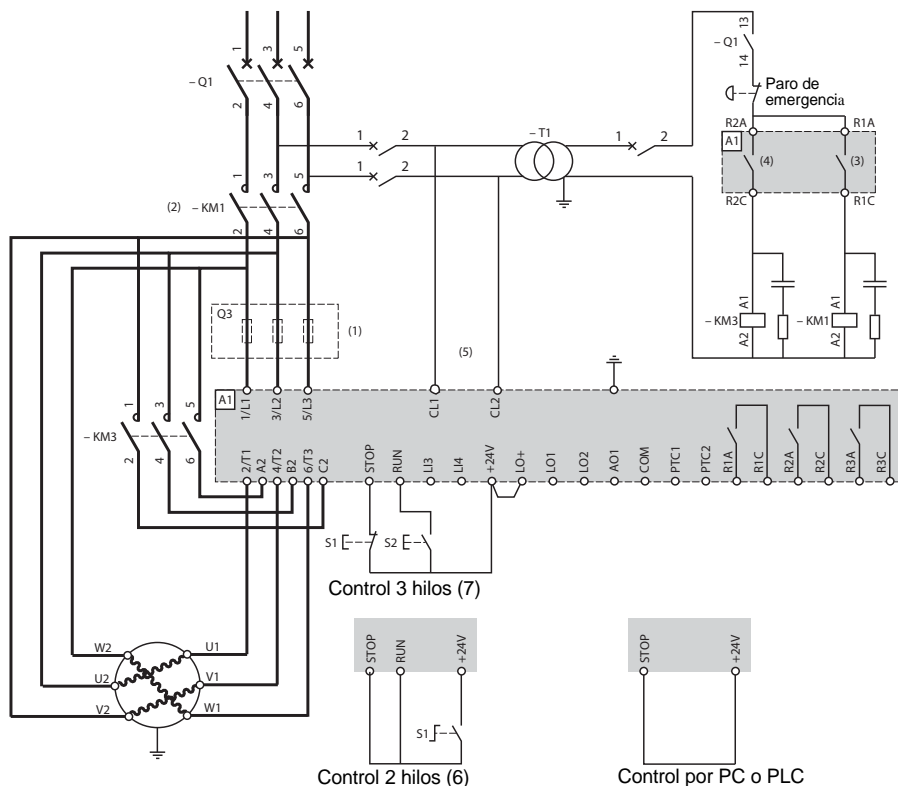 1 3 5
– Q1
2 4 6
1 2
1 2
– T1
1 2
13
– Q1
14
Paro de
emergencia
R2A R1A
A1
(4) (3)
R2C R1C
1 3 5
(2) – KM1
2 4 6
Q3
(1)
(5)
A1 A1
– KM3 – KM1
A2 A2
A1
1/L1 3/L2 5/L3 CL1 CL2
1 3 5
– KM3
2 4 6
2/T1 A2 4/T2 B2 6/T3 C2 STOP RUN LI3 LI4 +24V LO+ LO1 LO2 AO1 COM PTC1 PTC2 R1A R1C R2A R2C R3A R3C
S1 S2
Control 3 hilos (7)
W2 U1
U2 V1
V2 W1
STOP RUN +24V
S1
Control 2 hilos (6)
STOP +24V
Control por PC o PLC